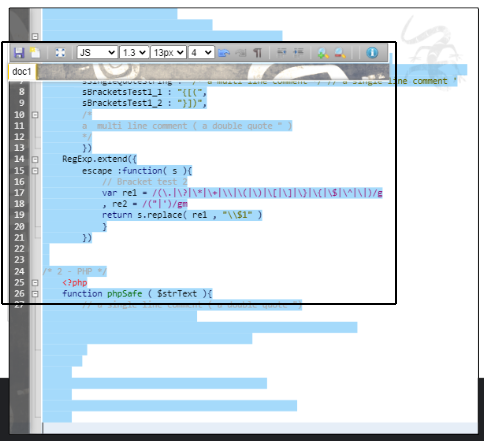 JS 1.3 13px 4
doc1
7 sSingleQuoteString : " / a multi line comment ' / // a single line comment "
8 sBracketsTest1_1 : "{[(",
9 sBracketsTest1_2 : "}])",
10 /*
11 a multi line comment ( a double quote " )
12 */
13 })
14 RegExp.extend({
15 escape :function( s ){
16 // Bracket test 2
17 var re1 = /(\.|\?|\*|\+|\\|\(|\)|\[|\]|\}|\{|\$|\^|\|)/g
18 , re2 = /("|')/gm
19 return s.replace( re1 , "\\$1" )
20 }
21 })
22
23
24 /* 2 - PHP */
25 <?php
26 function phpSafe ( $strText ){
27 // a single line comment ( a double quote " )